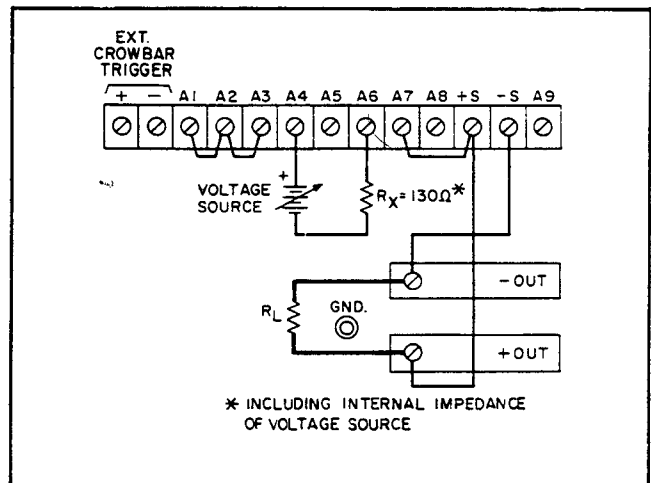 EXT.
CROWBAR
TRIGGER
+ − A1 A2 A3 A4 A5 A6 A7 A8 +S -S A9
+
VOLTAGE
SOURCE
RX = 130Ω*
-OUT
RL
GND.
+OUT
* INCLUDING INTERNAL IMPEDANCE
OF VOLTAGE SOURCE